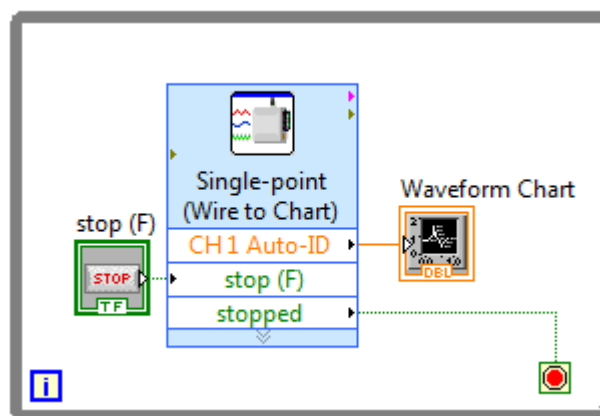 Single-point
(Wire to Chart)
Waveform Chart
stop (F)
CH 1 Auto-ID
STOP
stop (F)
TF
DBL
stopped
i